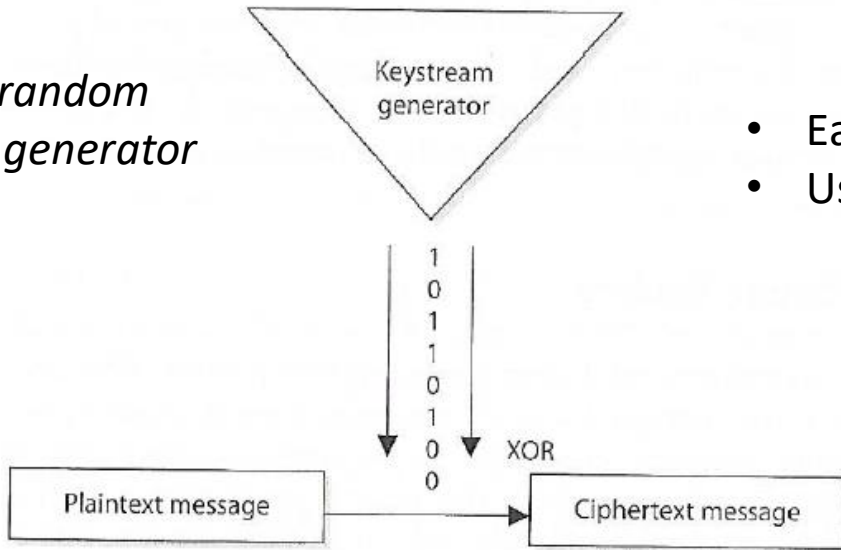 random
generator
Keystream
generator
• Ea
• Us
1
0
1
1
0
1
0
0
XOR
Plaintext message
Ciphertext message